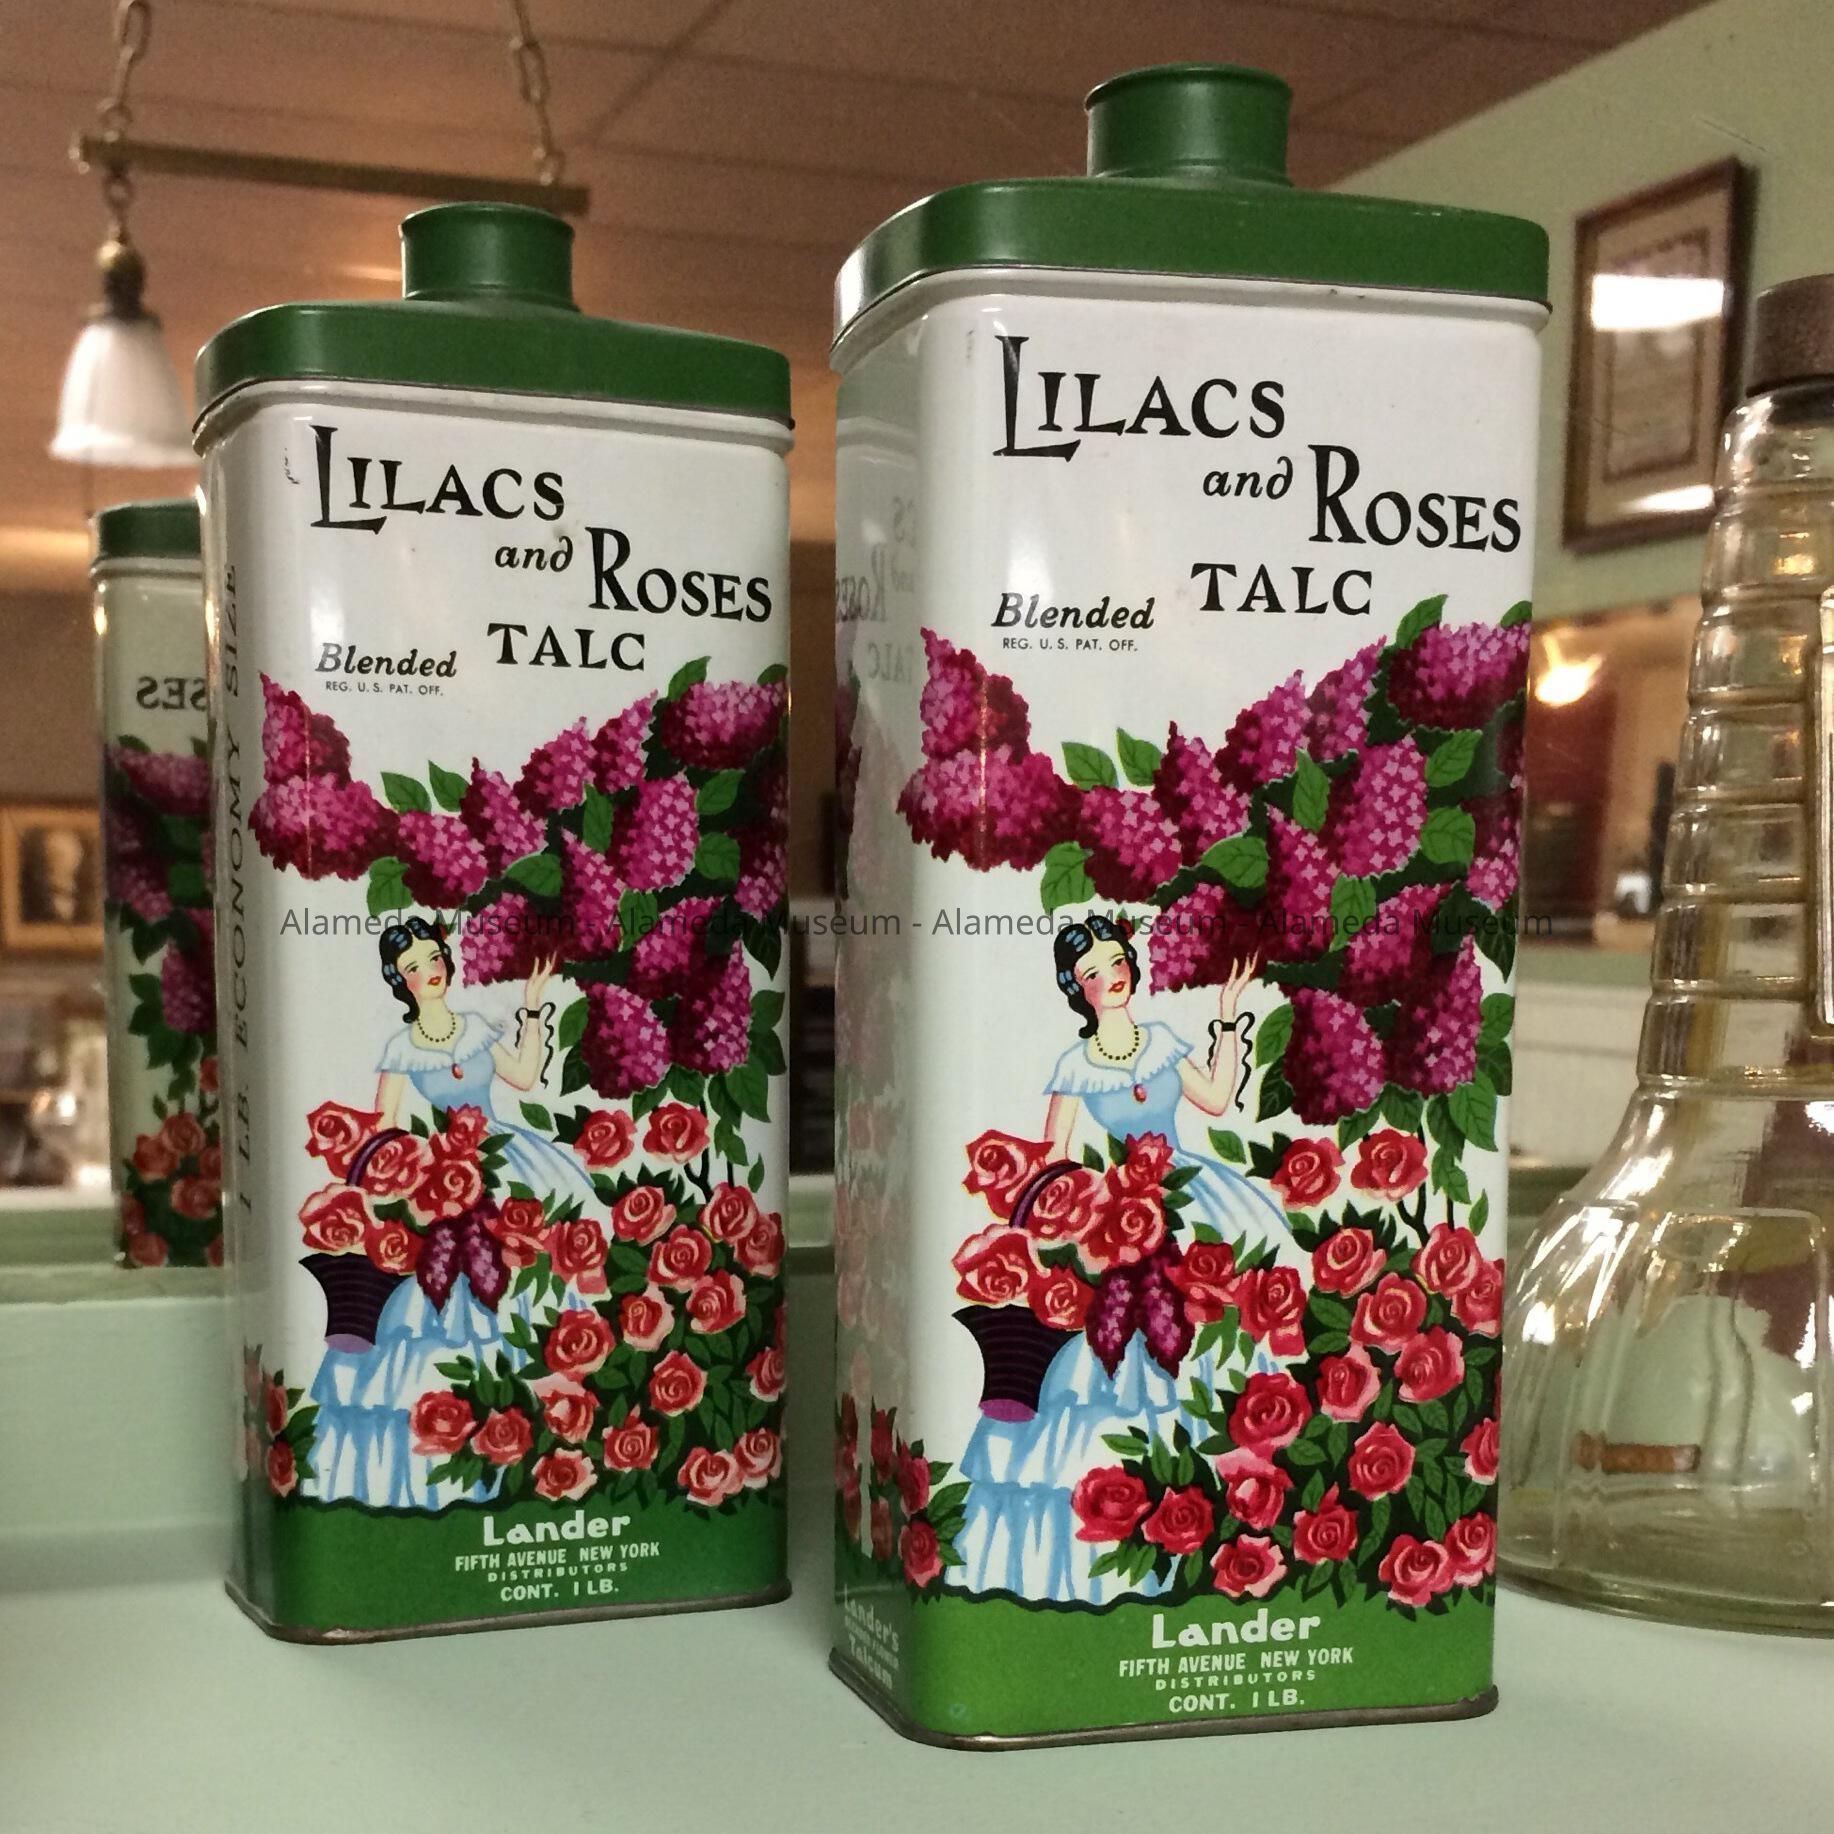 LILACS
and ROSES
TALC
Blended
REG. U. S. PAT. OFF.
1 LB. ECONOMY SIZE
Lander
FIFTH AVENUE NEW YORK
DISTRIBUTORS
CONT. 1 LB.
LILACS
and ROSES
TALC
Blended
REG. U. S. PAT. OFF.
Lander's
Talcum
Lander
FIFTH AVENUE NEW YORK
DISTRIBUTORS
CONT. 1 LB.
Alameda Museum - Alameda Museum - Alameda Museum - Alameda Museum